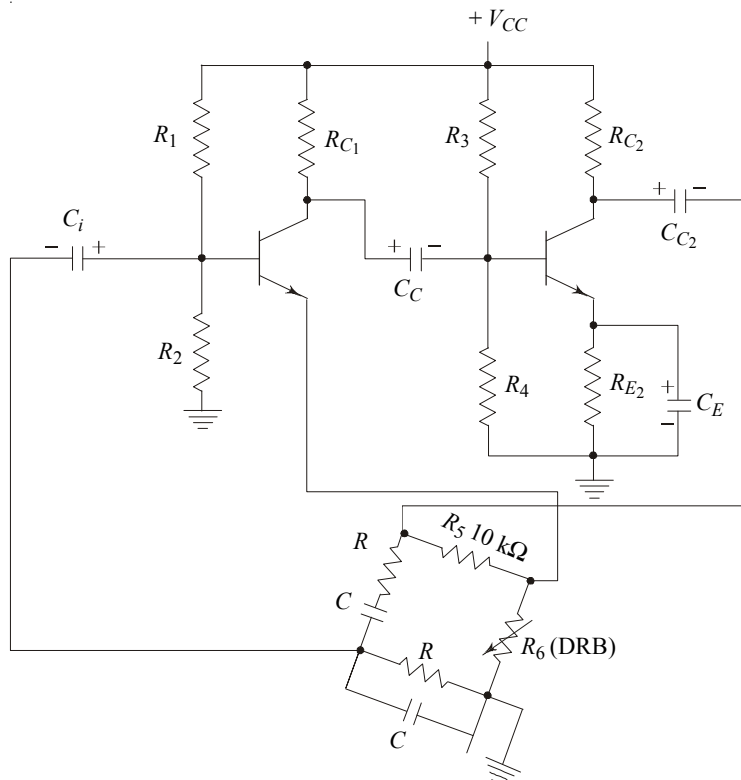 + V_CC
R_1
R_C1
R_3
R_C2
C_i
− +
+ −
C_C
+ −
C_C2
R_2
R_4
R_E2
+
−
C_E
R_5 10 kΩ
R
C
R
R_6 (DRB)
C